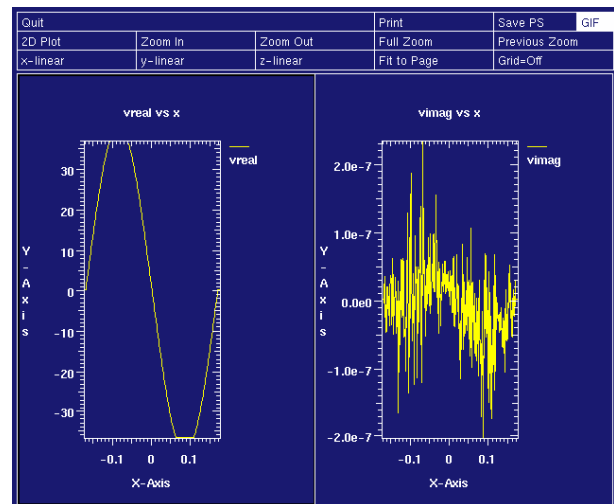 Quit Print Save PS GIF
2D Plot Zoom In Zoom Out Full Zoom Previous Zoom
x-linear y-linear z-linear Fit to Page Grid=Off
vreal vs x
vreal
30
20
10
0
-10
-20
-30
Y-Axis
-0.1 0 0.1
X-Axis
vimag vs x
vimag
2.0e-7
1.0e-7
0.0e0
-1.0e-7
-2.0e-7
Y-Axis
-0.1 0 0.1
X-Axis